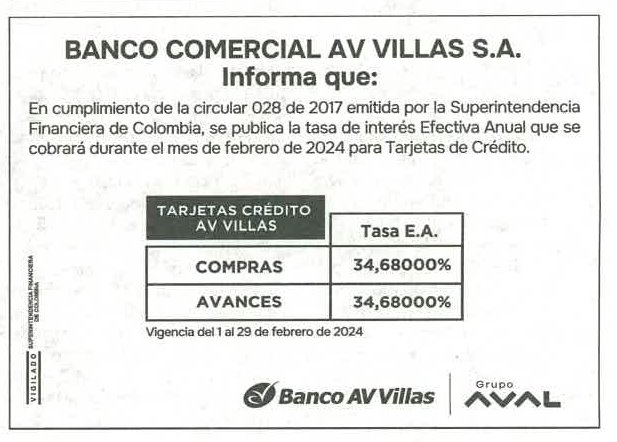 BANCO COMERCIAL AV VILLAS S.A.
Informa que:
En cumplimiento de la circular 028 de 2017 emitida por la Superintendencia
Financiera de Colombia, se publica la tasa de interés Efectiva Anual que se
cobrará durante el mes de febrero de 2024 para Tarjetas de Crédito.
TARJETAS CRÉDITO
AV VILLAS
Tasa E.A.
COMPRAS
34,68000%
AVANCES
34,68000%
Vigencia del 1 al 29 de febrero de 2024
VIGILADO
SUPERINTENDENCIA FINANCIERA
DE COLOMBIA
Banco AV Villas
Grupo
AVAL